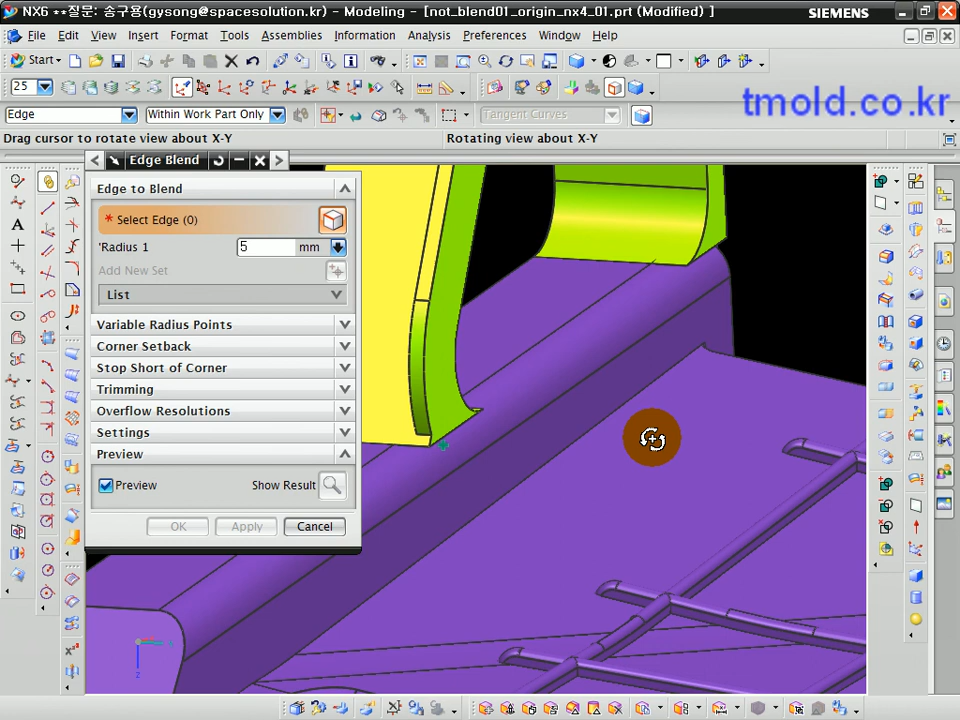 NX6 **질문: 송구용(gysong@spacesolution.kr) - Modeling - [not_blend01_origin_nx4_01.prt (Modified) ]
SIEMENS
File Edit View Insert Format Tools Assemblies Information Analysis Preferences Window Help
Start
25
tmold.co.kr
Edge
Within Work Part Only
Tangent Curves
Drag cursor to rotate view about X-Y
Rotating view about X-Y
Edge Blend
Edge to Blend
* Select Edge (0)
'Radius 1 5 mm
Add New Set
List
Variable Radius Points
Corner Setback
Stop Short of Corner
Trimming
Overflow Resolutions
Settings
Preview
Preview Show Result
OK Apply Cancel